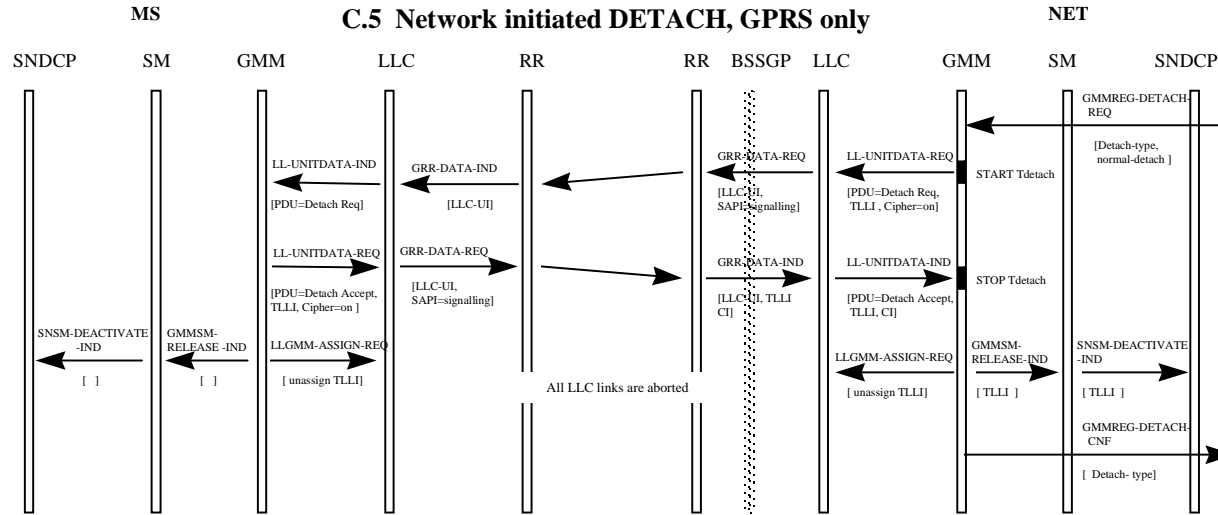 MS
C.5 Network initiated DETACH, GPRS only
NET
SNDCP SM GMM LLC RR RR BSSGP LLC GMM SM SNDCP
GMMREG-DETACH-
REQ
[Detach-type,
normal-detach ]
LL-UNITDATA-IND
[PDU=Detach Req]
GRR-DATA-IND
[LLC-UI]
GRR-DATA-REQ
[LLC-UI,
SAPI=signalling]
LL-UNITDATA-REQ
[PDU=Detach Req,
TLLI , Cipher=on]
START Tdetach
LL-UNITDATA-REQ
[PDU=Detach Accept,
TLLI, Cipher=on ]
GRR-DATA-REQ
[LLC-UI,
SAPI=signalling]
GRR-DATA-IND
[LLC-UI, TLLI
CI]
LL-UNITDATA-IND
[PDU=Detach Accept,
TLLI, CI]
STOP Tdetach
SNSM-DEACTIVATE
-IND
[ ]
GMMSM-
RELEASE -IND
[ ]
LLGMM-ASSIGN-REQ
[ unassign TLLI]
All LLC links are aborted
LLGMM-ASSIGN-REQ
[ unassign TLLI]
GMMSM-
RELEASE-IND
[ TLLI ]
SNSM-DEACTIVATE
-IND
[ TLLI ]
GMMREG-DETACH-
CNF
[ Detach- type]